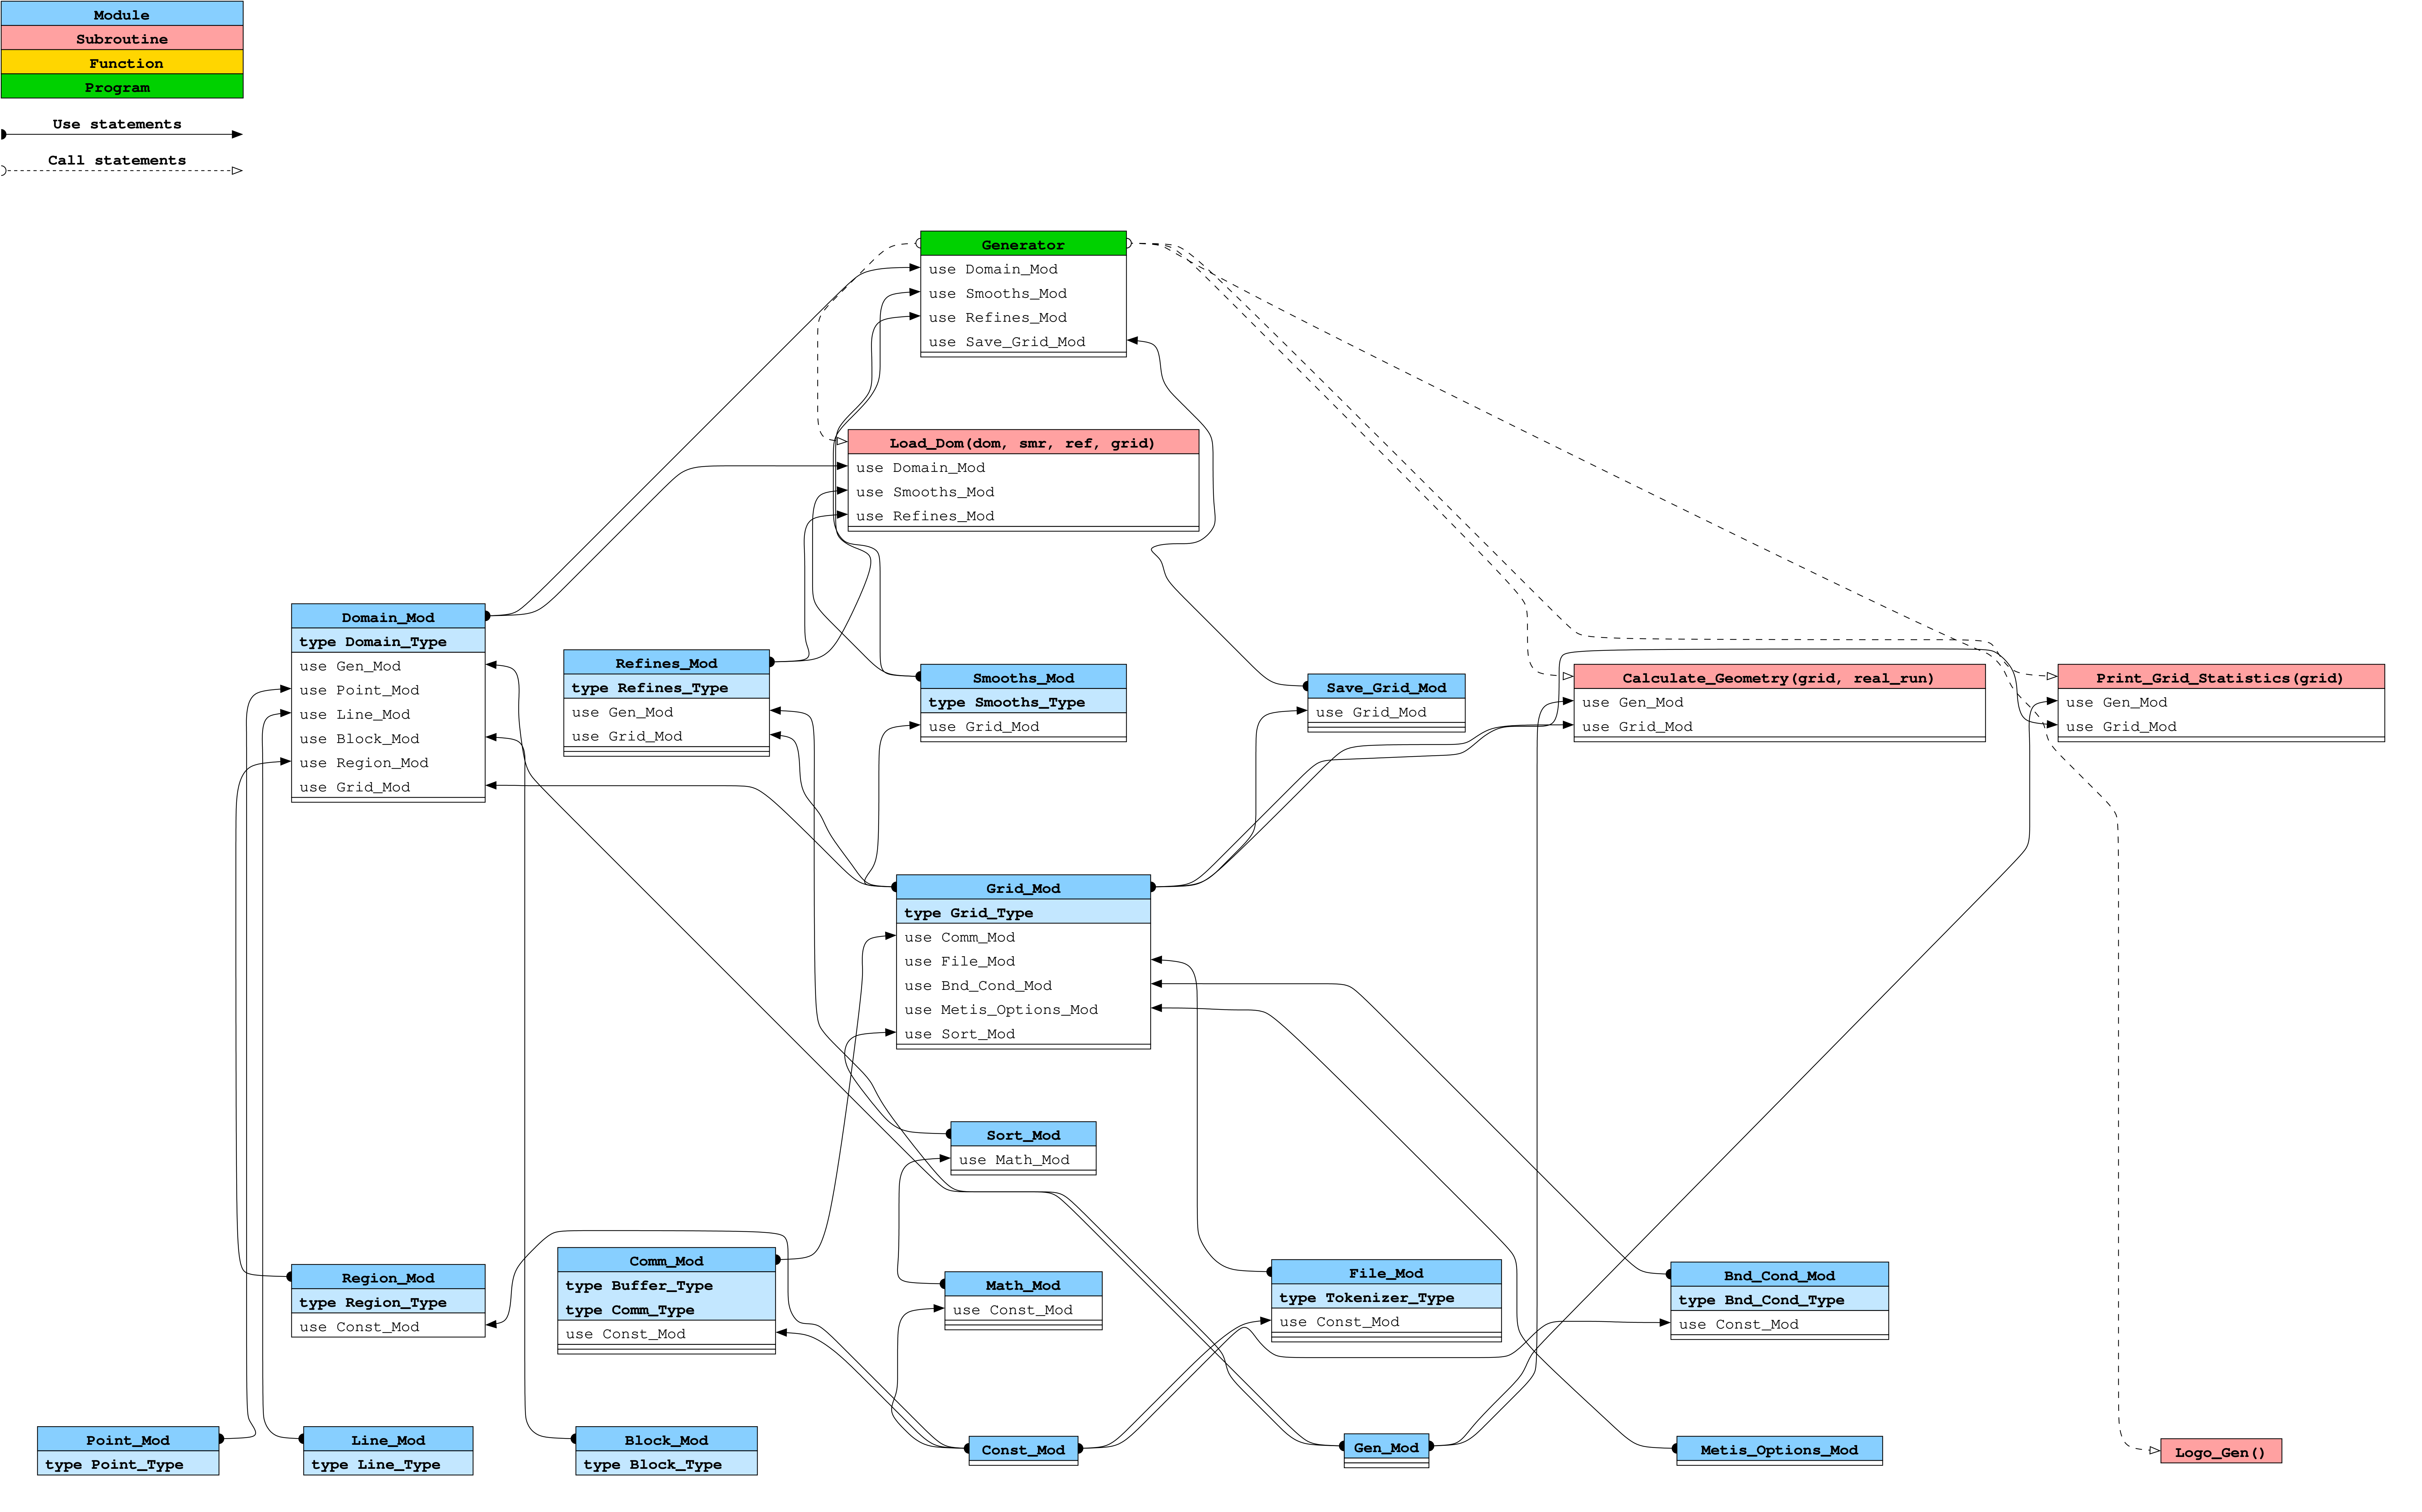 Module
Subroutine
Function
Program
Use statements
Call statements
Generator
use Domain_Mod
use Smooths_Mod
use Refines_Mod
use Save_Grid_Mod
Load_Dom(dom, smr, ref, grid)
use Domain_Mod
use Smooths_Mod
use Refines_Mod
Domain_Mod
type Domain_Type
use Gen_Mod
use Point_Mod
use Line_Mod
use Block_Mod
use Region_Mod
use Grid_Mod
Refines_Mod
type Refines_Type
use Gen_Mod
use Grid_Mod
Smooths_Mod
type Smooths_Type
use Grid_Mod
Save_Grid_Mod
use Grid_Mod
Calculate_Geometry(grid, real_run)
use Gen_Mod
use Grid_Mod
Print_Grid_Statistics(grid)
use Gen_Mod
use Grid_Mod
Grid_Mod
type Grid_Type
use Comm_Mod
use File_Mod
use Bnd_Cond_Mod
use Metis_Options_Mod
use Sort_Mod
Sort_Mod
use Math_Mod
Region_Mod
type Region_Type
use Const_Mod
Comm_Mod
type Buffer_Type
type Comm_Type
use Const_Mod
Math_Mod
use Const_Mod
File_Mod
type Tokenizer_Type
use Const_Mod
Bnd_Cond_Mod
type Bnd_Cond_Type
use Const_Mod
Point_Mod
type Point_Type
Line_Mod
type Line_Type
Block_Mod
type Block_Type
Const_Mod
Gen_Mod
Metis_Options_Mod
Logo_Gen()